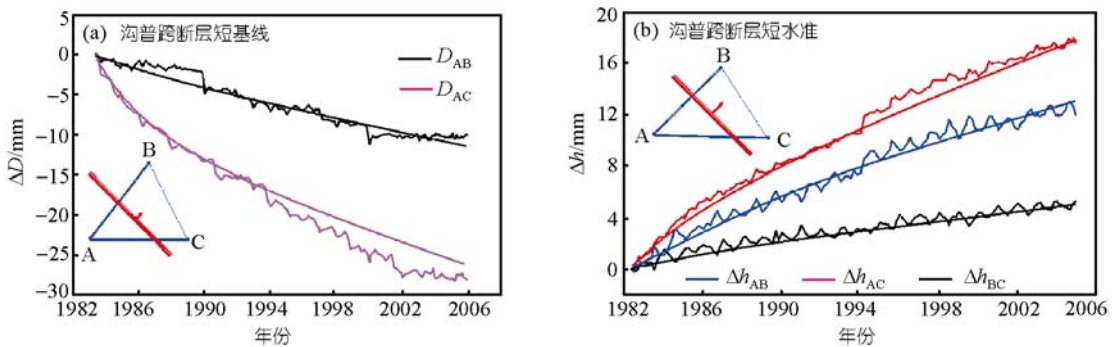 (a) 沟普跨断层短基线
D_AB
D_AC
5
0
−5
−10
−15
−20
−25
−30
ΔD/mm
A
B
C
1982
1986
1990
1994
1998
2002
2006
年份
(b) 沟普跨断层短水准
16
12
8
4
0
Δh/mm
A
B
C
Δh_AB
Δh_AC
Δh_BC
1982
1986
1990
1994
1998
2002
2006
年份